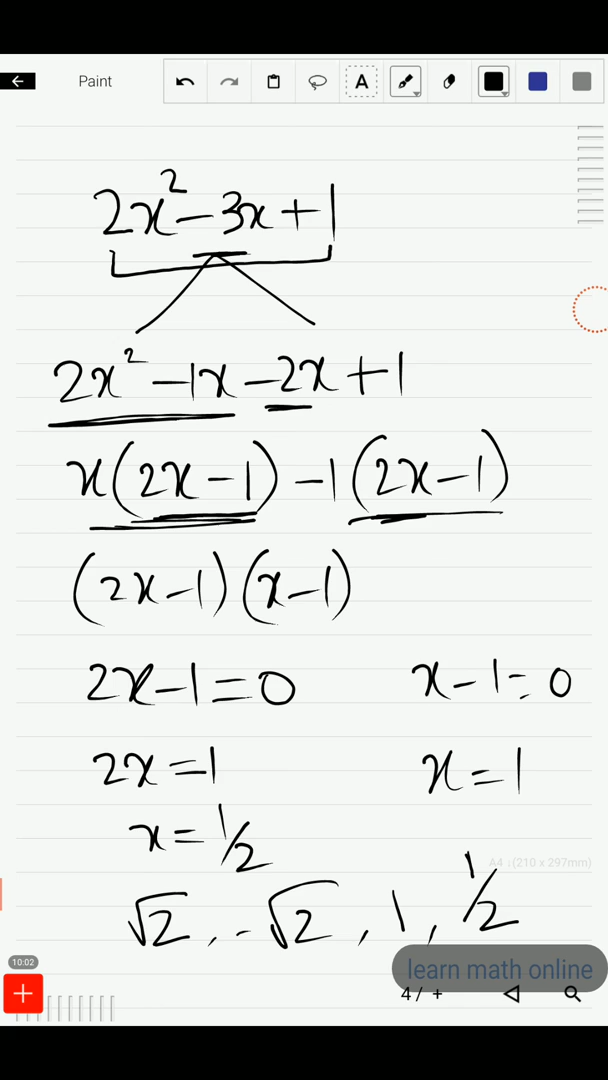 Paint
A
2x² - 3x + 1
2x² - 1x - 2x + 1
x(2x - 1) - 1(2x - 1)
(2x - 1)(x - 1)
2x - 1 = 0
x - 1 = 0
2x = 1
x = 1
x = 1/2
A4 : (210 x 297mm)
√2, -√2, 1, 1/2
10:02
learn math online
4/ +